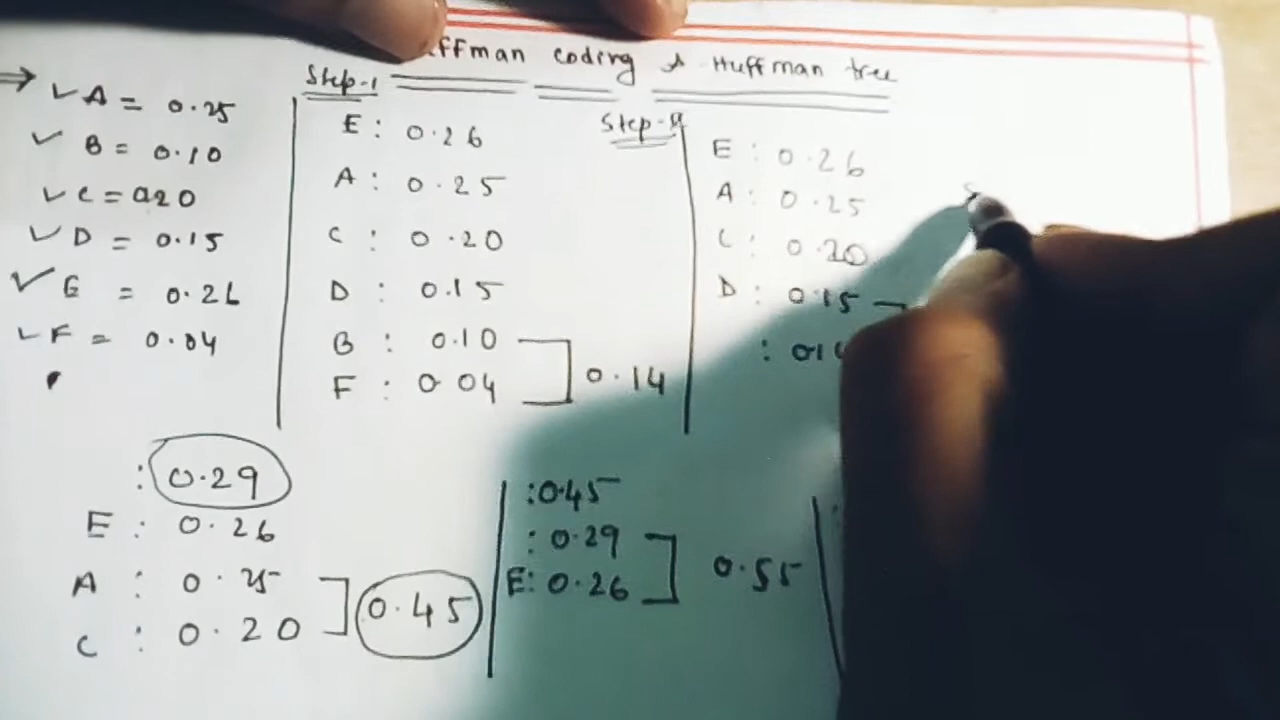 ffman coding & Huffman tree
⇒ ✓ A = 0.25
✓ B = 0.10
✓ C = 0.20
✓ D = 0.15
✓ E = 0.26
✓ F = 0.04
Step-1
E : 0.26
A : 0.25
C : 0.20
D : 0.15
B : 0.10
F : 0.04
0.14
Step-II
E : 0.26
A : 0.25
C : 0.20
D : 0.15
: 0.1
: 0.29
E : 0.26
A : 0.25
C : 0.20
0.45
: 0.45
: 0.29
E : 0.26
0.55